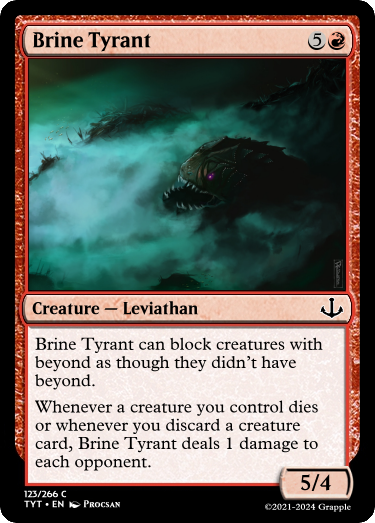 Brine Tyrant 5
Creature — Leviathan
Brine Tyrant can block creatures with
beyond as though they didn't have
beyond.
Whenever a creature you control dies
or whenever you discard a creature
card, Brine Tyrant deals 1 damage to
each opponent.
5/4
123/266 C
TYT • EN Procsan
©2021-2024 Grapple